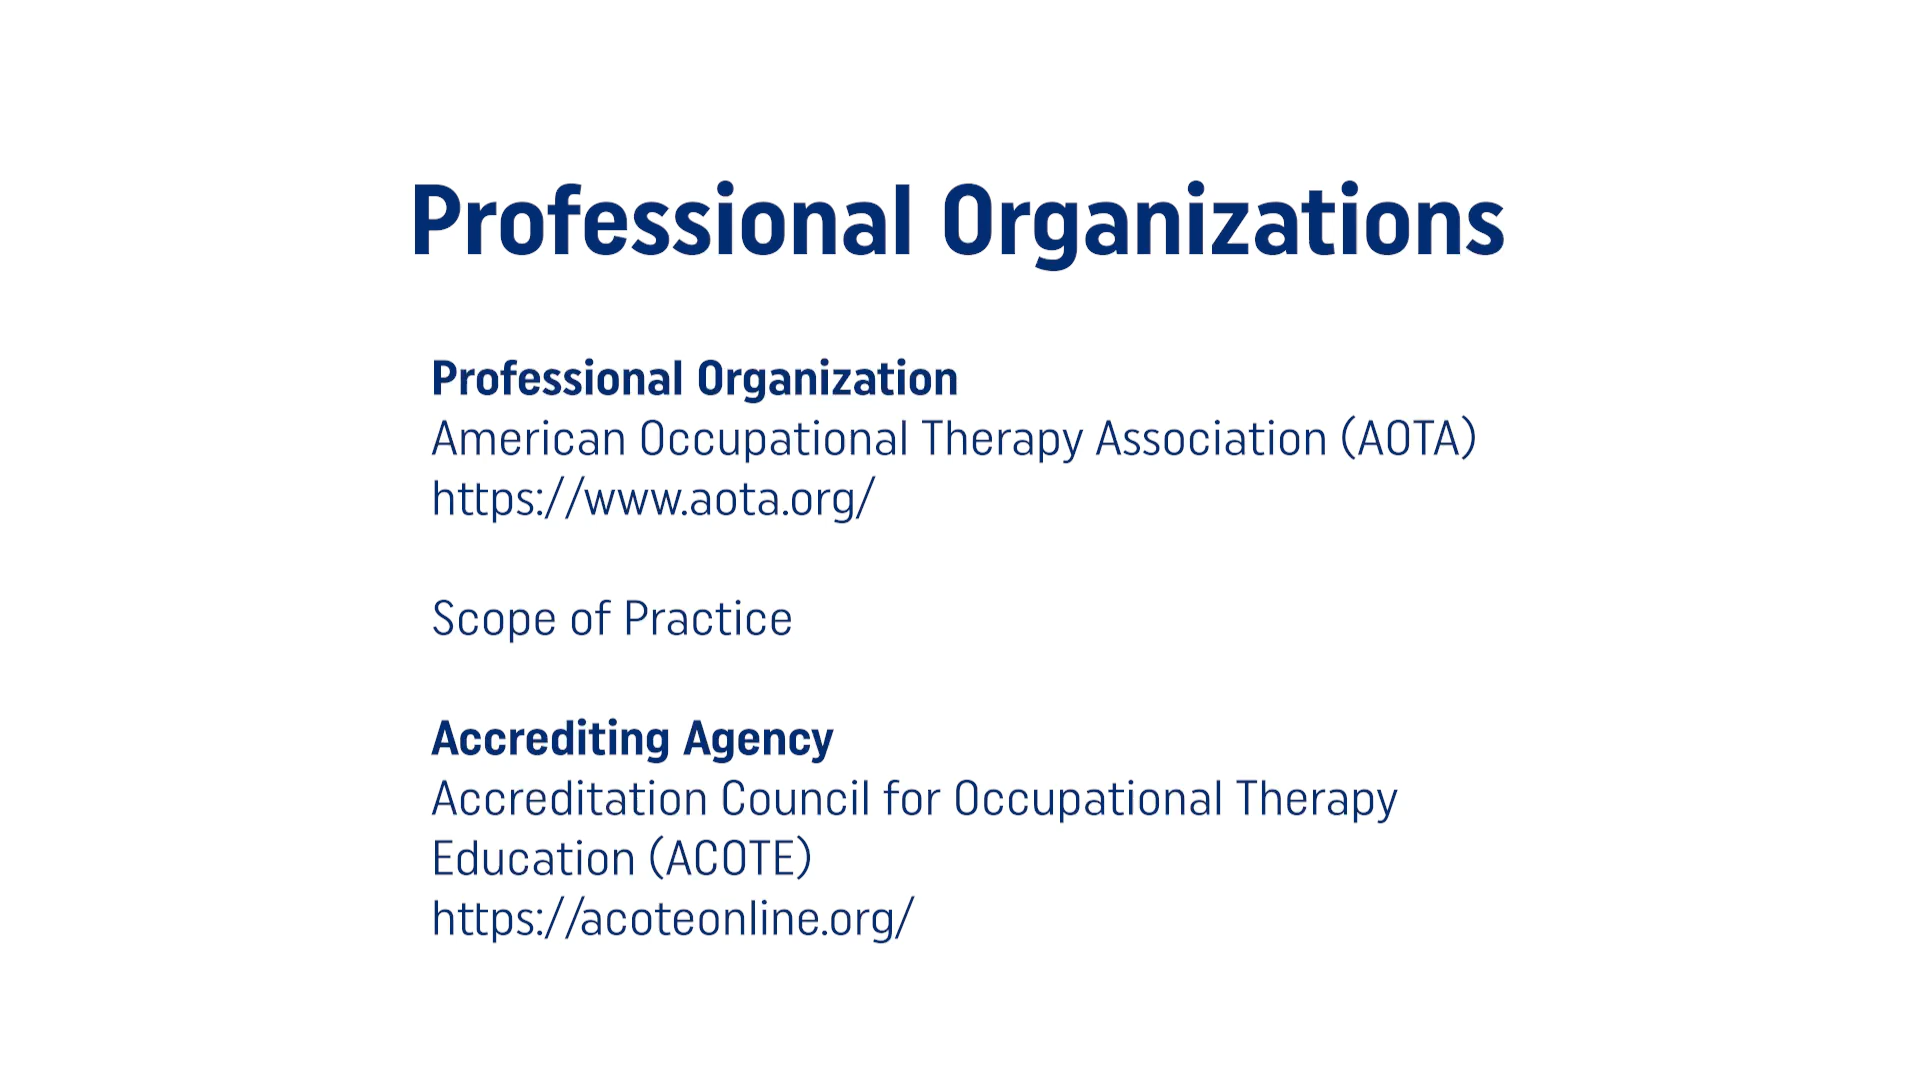 Professional Organizations
Professional Organization
American Occupational Therapy Association (AOTA)
https://www.aota.org/
Scope of Practice
Accrediting Agency
Accreditation Council for Occupational Therapy
Education (ACOTE)
https://acoteonline.org/